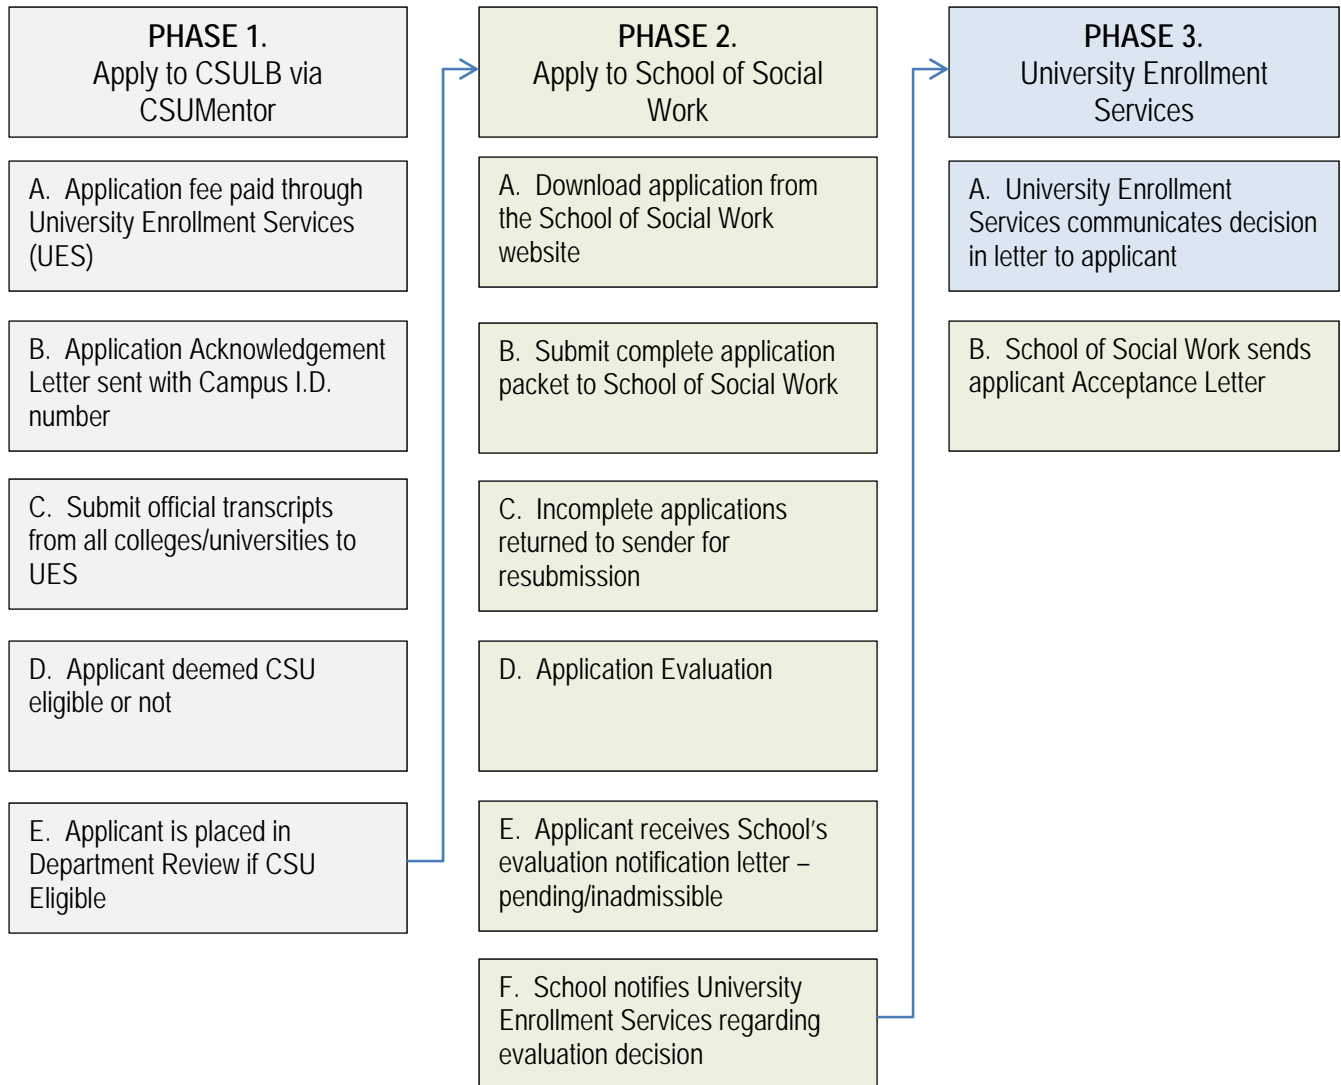 PHASE 1.
Apply to CSULB via
CSUMentor
A. Application fee paid through
University Enrollment Services
(UES)
B. Application Acknowledgement
Letter sent with Campus I.D.
number
C. Submit official transcripts
from all colleges/universities to
UES
D. Applicant deemed CSU
eligible or not
E. Applicant is placed in
Department Review if CSU
Eligible
PHASE 2.
Apply to School of Social
Work
A. Download application from
the School of Social Work
website
B. Submit complete application
packet to School of Social Work
C. Incomplete applications
returned to sender for
resubmission
D. Application Evaluation
E. Applicant receives School's
evaluation notification letter –
pending/inadmissible
F. School notifies University
Enrollment Services regarding
evaluation decision
PHASE 3.
University Enrollment
Services
A. University Enrollment
Services communicates decision
in letter to applicant
B. School of Social Work sends
applicant Acceptance Letter